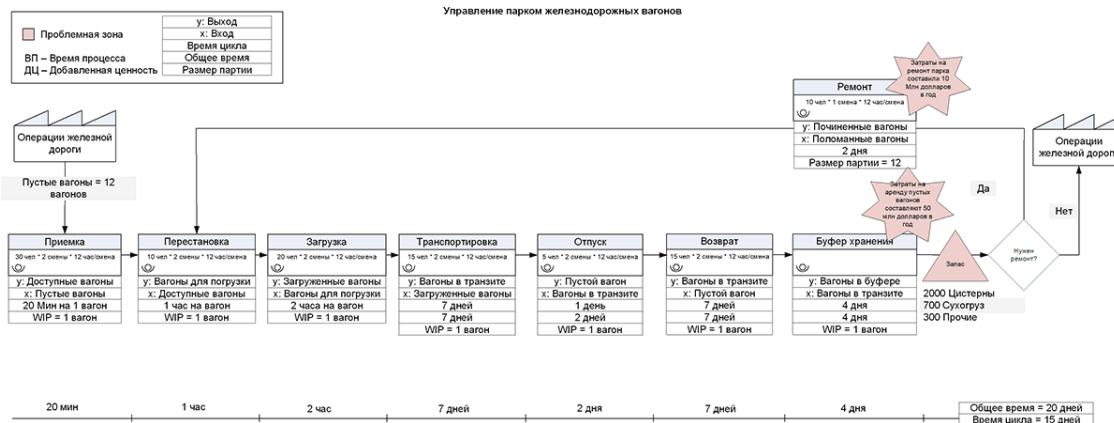 Управление парком железнодорожных вагонов
Проблемная зона
ВП – Время процесса
ДЦ – Добавленная ценность
y: Выход
x: Вход
Время цикла
Общее время
Размер партии
Операции железной
дороги
Пустые вагоны = 12
вагонов
Ремонт
10 чел * 1 смена * 12 час/смена
y: Починенные вагоны
x: Поломанные вагоны
2 дня
Размер партии = 12
Затраты на
ремонт парка
составили 10
Млн долларов
в год
Операции
железной дороги
Затраты на
аренду пустых
вагонов
составляют 50
млн долларов в
год
Да
Нет
Приемка
30 чел * 2 смены * 12 час/смена
y: Доступные вагоны
x: Пустые вагоны
20 Мин на 1 вагон
WIP = 1 вагон
Перестановка
10 чел * 2 смены * 12 час/смена
y: Вагоны для погрузки
x: Доступные вагоны
1 час на вагон
WIP = 1 вагон
Загрузка
20 чел * 2 смены * 12 час/смена
y: Загруженные вагоны
x: Вагоны для погрузки
2 часа на вагон
WIP = 1 вагон
Транспортировка
15 чел * 2 смены * 12 час/смена
y: Вагоны в транзите
x: Загруженные вагоны
7 дней
7 дней
WIP = 1 вагон
Отпуск
5 чел * 2 смены * 12 час/смена
y: Пустой вагон
x: Вагоны в транзите
1 день
2 дней
WIP = 1 вагон
Возврат
15 чел * 2 смены * 12 час/смена
y: Вагоны в транзите
x: Пустой вагон
7 дней
7 дней
WIP = 1 вагон
Буфер хранения
y: Вагоны в буфере
x: Вагоны в транзите
4 дня
4 дня
WIP = 1 вагон
Запас
2000 Цистерны
700 Сухогруз
300 Прочие
Нужен
ремонт?
20 мин
1 час
2 час
7 дней
2 дня
7 дней
4 дня
Общее время = 20 дней
Время цикла = 15 дней